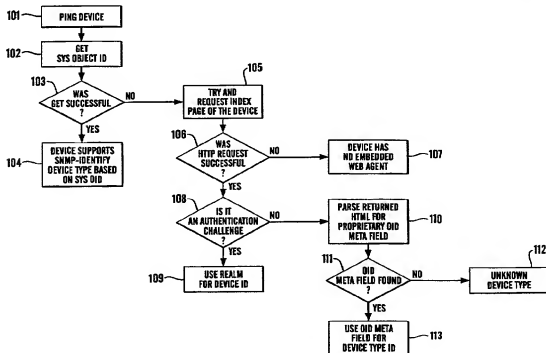 101
PING DEVICE
102
GET
SYS OBJECT ID
103
WAS
GET SUCCESSFUL
?
NO
YES
104
DEVICE SUPPORTS
SNMP-IDENTIFY
DEVICE TYPE BASED
ON SYS OID
105
TRY AND
REQUEST INDEX
PAGE OF THE DEVICE
106
WAS
HTTP REQUEST
SUCCESSFUL
?
NO
YES
DEVICE HAS
NO EMBEDDED
WEB AGENT
107
108
IS IT
AN AUTHENTICATION
CHALLENGE
?
NO
YES
109
USE REALM
FOR DEVICE ID
PARSE RETURNED
HTML FOR
PROPRIETARY OID
META FIELD
110
111
OID
META FIELD FOUND
?
NO
YES
112
UNKNOWN
DEVICE TYPE
USE OID META
FIELD FOR
DEVICE TYPE ID
113